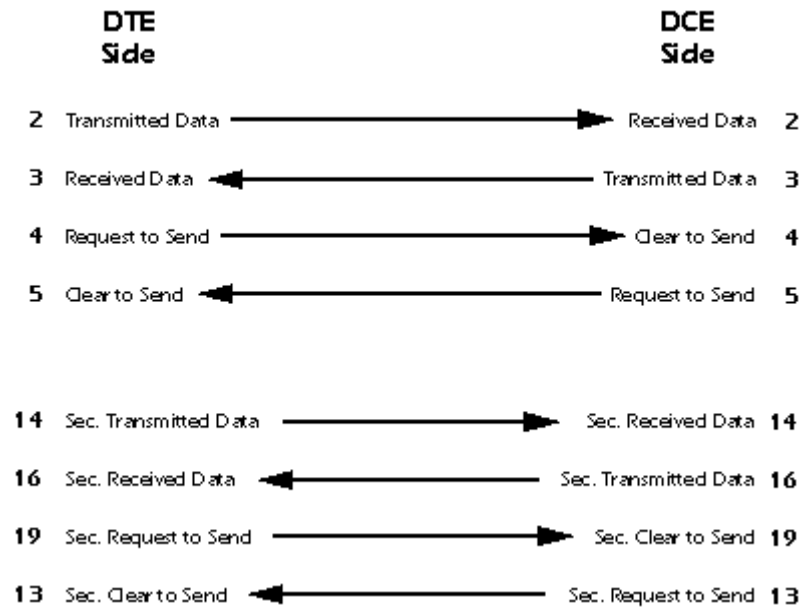 DTE Side DCE Side
2 Transmitted Data Received Data 2
3 Received Data Transmitted Data 3
4 Request to Send Clear to Send 4
5 Clear to Send Request to Send 5
14 Sec. Transmitted Data Sec. Received Data 14
16 Sec. Received Data Sec. Transmitted Data 16
19 Sec. Request to Send Sec. Clear to Send 19
13 Sec. Clear to Send Sec. Request to Send 13